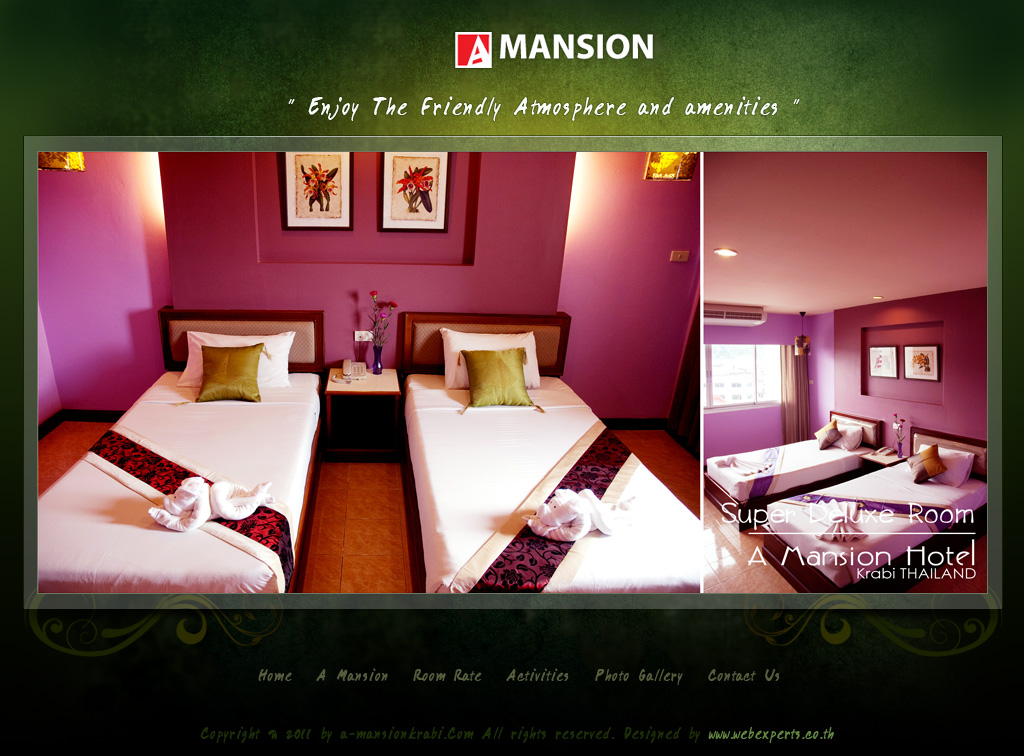 A MANSION
" Enjoy The Friendly Atmosphere and amenities "
Super Deluxe Room
A Mansion Hotel
Krabi THAILAND
Home A Mansion Room Rate Activities Photo Gallery Contact Us
Copyright @ 2011 by a-mansionkrabi.Com All rights reserved. Designed by www.webexperts.co.th